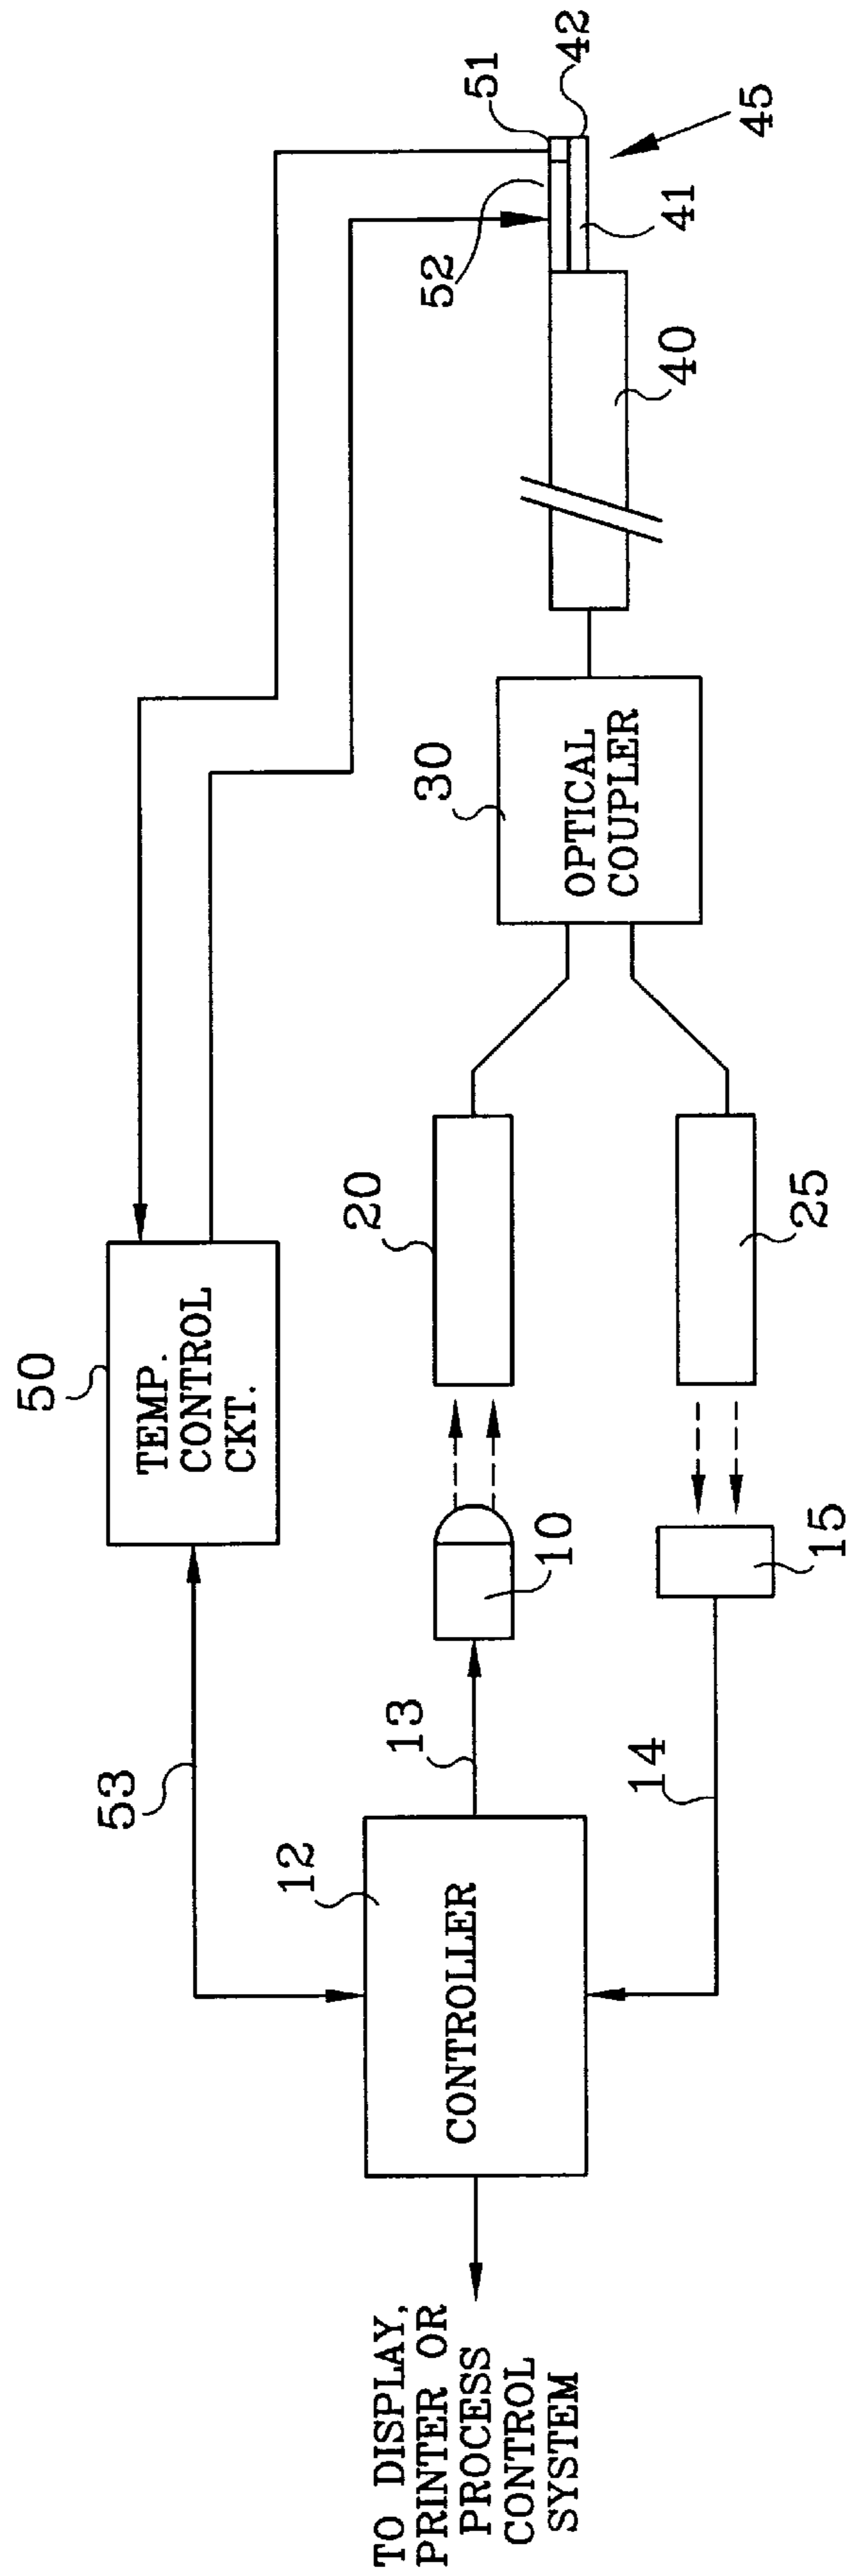 50
TEMP.
CONTROL
CKT.
53
12
CONTROLLER
13
10
14
15
20
25
30
OPTICAL
COUPLER
40
41
42
45
51
52
TO DISPLAY,
PRINTER OR
PROCESS
CONTROL
SYSTEM